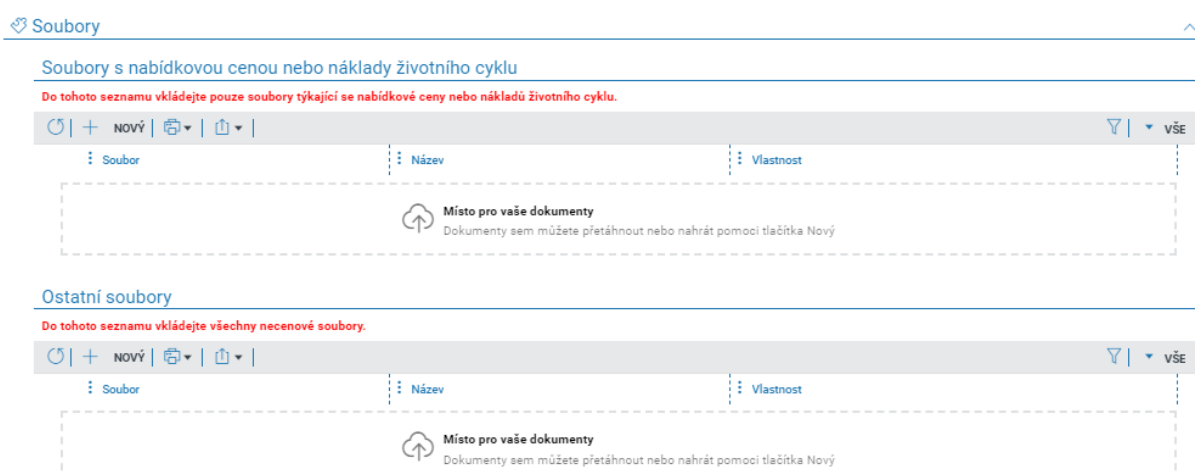 Soubory
Soubory s nabídkovou cenou nebo náklady životního cyklu
Do tohoto seznamu vkládejte pouze soubory týkající se nabídkové ceny nebo nákladů životního cyklu.
NOVÝ VŠE
Soubor Název Vlastnost
Místo pro vaše dokumenty
Dokumenty sem můžete přetáhnout nebo nahrát pomoci tlačítka Nový
Ostatní soubory
Do tohoto seznamu vkládejte všechny necenové soubory.
NOVÝ VŠE
Soubor Název Vlastnost
Místo pro vaše dokumenty
Dokumenty sem můžete přetáhnout nebo nahrát pomoci tlačítka Nový